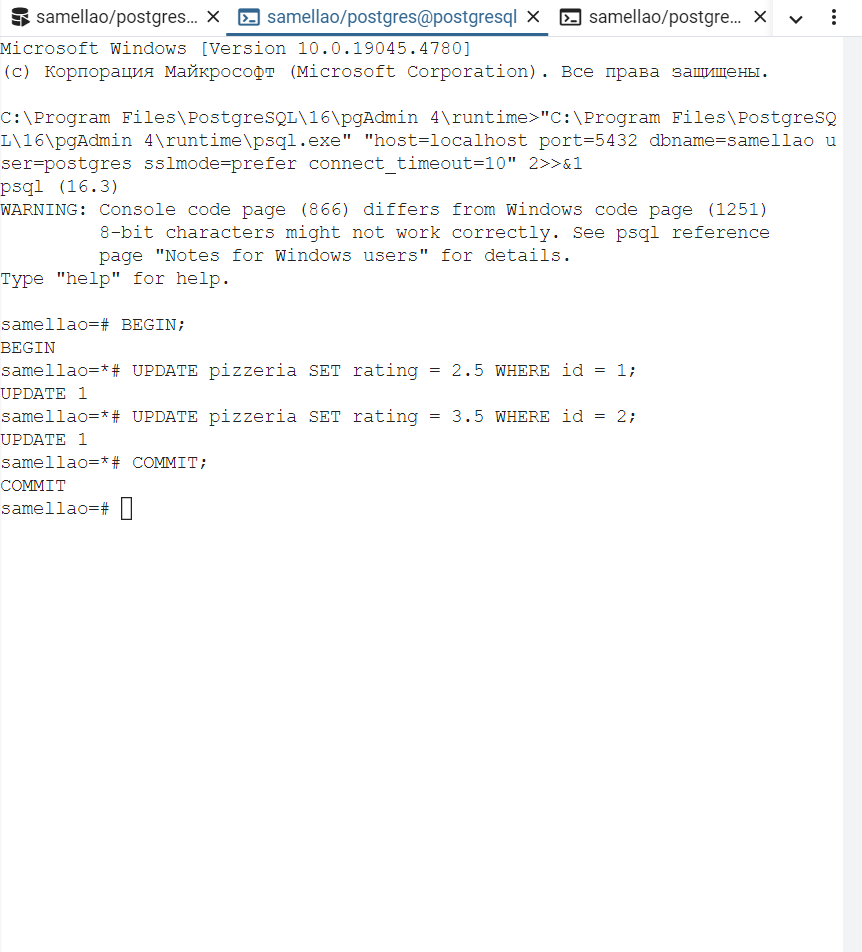 samellao/postgres... samellao/postgres@postgresql samellao/postgre...
Microsoft Windows [Version 10.0.19045.4780]
(c) Корпорация Майкрософт (Microsoft Corporation). Все права защищены.
C:\Program Files\PostgreSQL\16\pgAdmin 4\runtime>"C:\Program Files\PostgreSQ
L\16\pgAdmin 4\runtime\psql.exe" "host=localhost port=5432 dbname=samellao u
ser=postgres sslmode=prefer connect_timeout=10" 2>>&1
psql (16.3)
WARNING: Console code page (866) differs from Windows code page (1251)
8-bit characters might not work correctly. See psql reference
page "Notes for Windows users" for details.
Type "help" for help.
samellao=# BEGIN;
BEGIN
samellao=*# UPDATE pizzeria SET rating = 2.5 WHERE id = 1;
UPDATE 1
samellao=*# UPDATE pizzeria SET rating = 3.5 WHERE id = 2;
UPDATE 1
samellao=*# COMMIT;
COMMIT
samellao=#